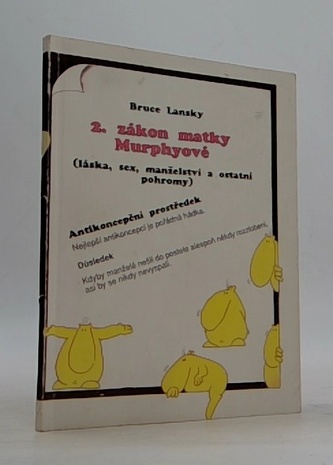 Bruce Lansky
2. zákon matky
Murphyové
(láska, sex, manželství a ostatní
pohromy)
Antikoncepční prostředek
Nejlepší antikoncepcí je pořádná hádka.
Důsledek
Kdyby manželé nešli do postele alespoň někdy rozzlobeni,
asi by se nikdy nevyspali.